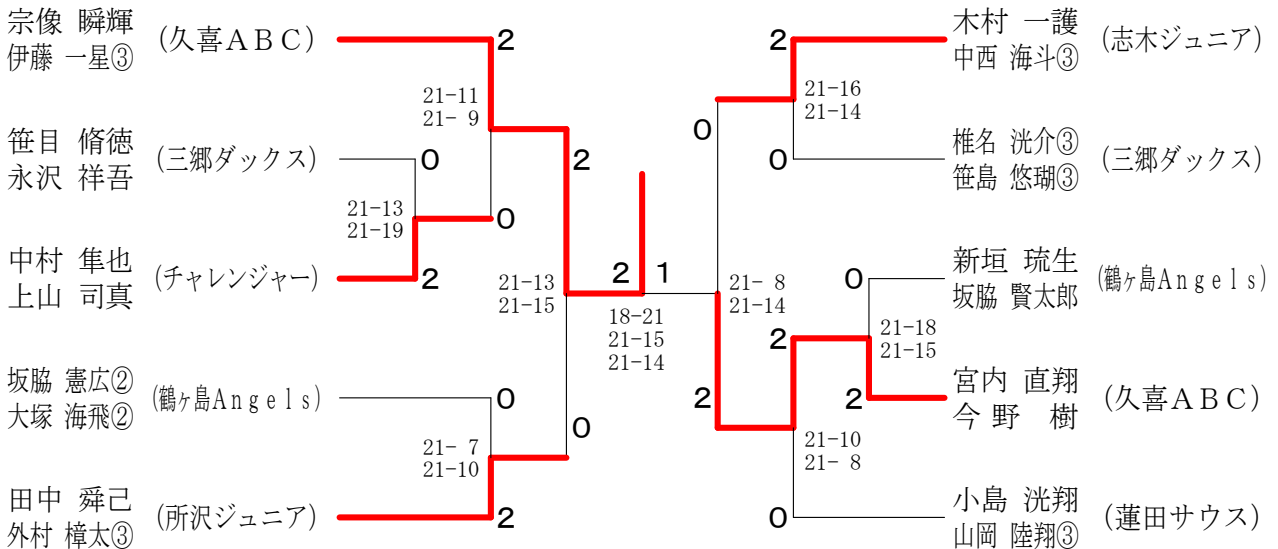 宗像 瞬輝
伊藤 一星③
(久喜ABC)
2
21-11
21- 9
笹目 脩徳
永沢 祥吾
(三郷ダックス)
0
2
21-13
21-19
0
中村 隼也
上山 司真
(チャレンジャー)
2
21-13
21-15
坂脇 憲広②
大塚 海飛②
(鶴ヶ島Angels)
0
0
21- 7
21-10
田中 舜己
外村 樟太③
(所沢ジュニア)
2
2
1
18-21
21-15
21-14
木村 一護
中西 海斗③
(志木ジュニア)
2
21-16
21-14
0
椎名 洸介③
笹島 悠瑚③
(三郷ダックス)
0
新垣 琉生
坂脇 賢太郎
(鶴ヶ島Angels)
0
21- 8
21-14
2
21-18
21-15
宮内 直翔
今野 樹
(久喜ABC)
2
2
21-10
21- 8
小島 洸翔
山岡 陸翔③
(蓮田サウス)
0